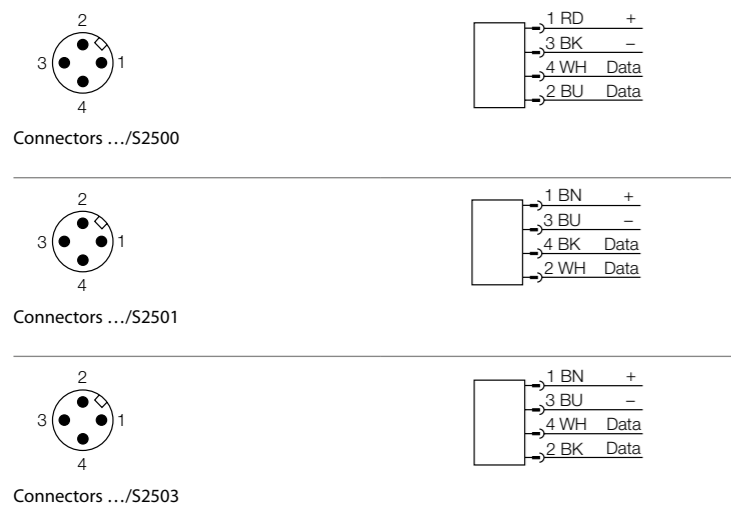 2
3 1
4
1 RD +
3 BK –
4 WH Data
2 BU Data
Connectors …/S2500
2
3 1
4
1 BN +
3 BU –
4 BK Data
2 WH Data
Connectors …/S2501
2
3 1
4
1 BN +
3 BU –
4 WH Data
2 BK Data
Connectors …/S2503